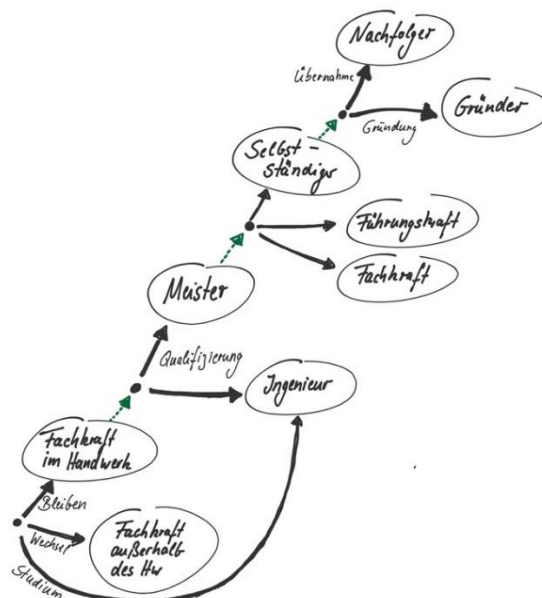 Nachfolger
Übernahme
Gründer
Gründung
Selbst-
ständiger
Führungskraft
Fachkraft
Meister
Qualifizierung
Ingenieur
Fachkraft
im Handwerk
Bleiben
Wechsel
Fachkraft
außerhalb
des Hw
Studium